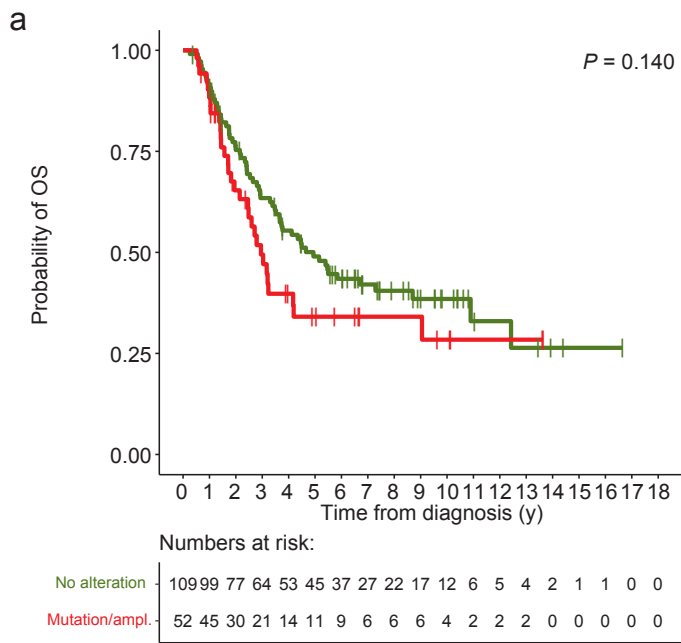 a
P = 0.140
1.00
0.75
0.50
0.25
0.00
Probability of OS
0 1 2 3 4 5 6 7 8 9 10 11 12 13 14 15 16 17 18
Time from diagnosis (y)
Numbers at risk:
No alteration 109 99 77 64 53 45 37 27 22 17 12 6 5 4 2 1 1 0 0
Mutation/ampl. 52 45 30 21 14 11 9 6 6 6 4 2 2 2 0 0 0 0 0